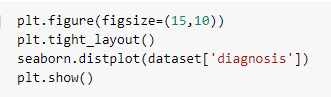 plt.figure(figsize=(15,10))
plt.tight_layout()
seaborn.distplot(dataset['diagnosis'])
plt.show()